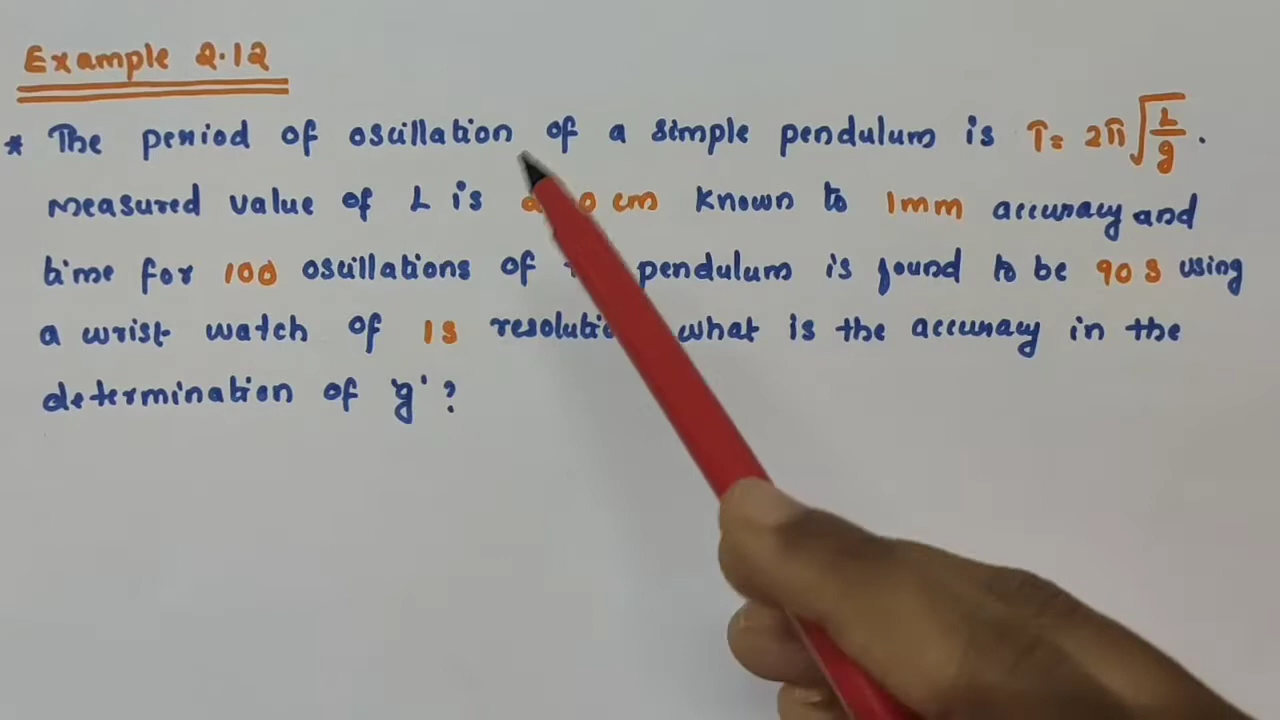 Example 2.12
* The period of oscillation of a simple pendulum is T = 2π√L/g.
measured value of L is cm known to 1mm accuracy and
time for 100 oscillations of pendulum is found to be 90 s using
a wrist watch of 1s what is the accuracy in the
determination of 'g' ?